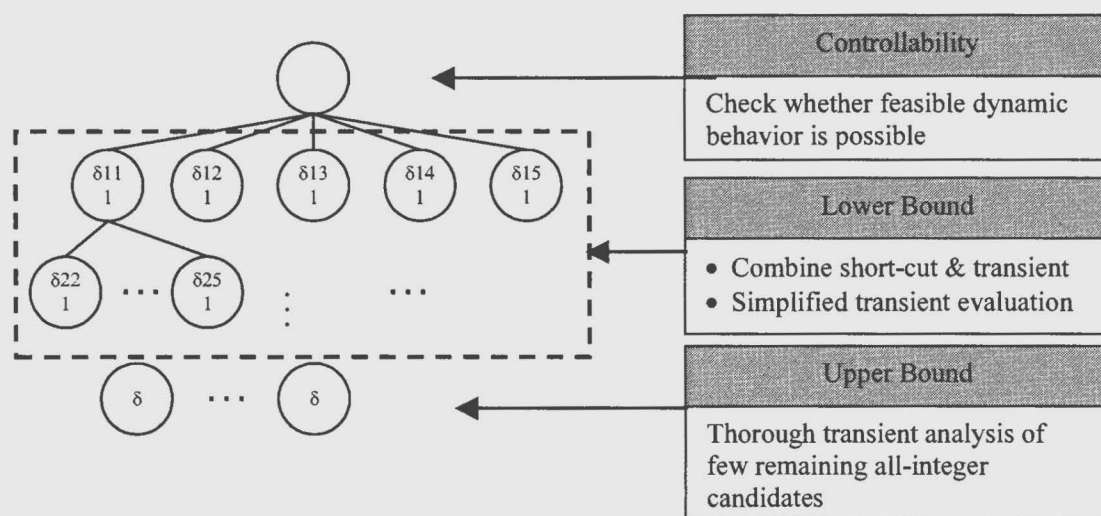 Controllability
Check whether feasible dynamic
behavior is possible
δ11
1
δ12
1
δ13
1
δ14
1
δ15
1
Lower Bound
• Combine short-cut & transient
• Simplified transient evaluation
δ22
1
...
δ25
1
...
...
δ
...
δ
Upper Bound
Thorough transient analysis of
few remaining all-integer
candidates